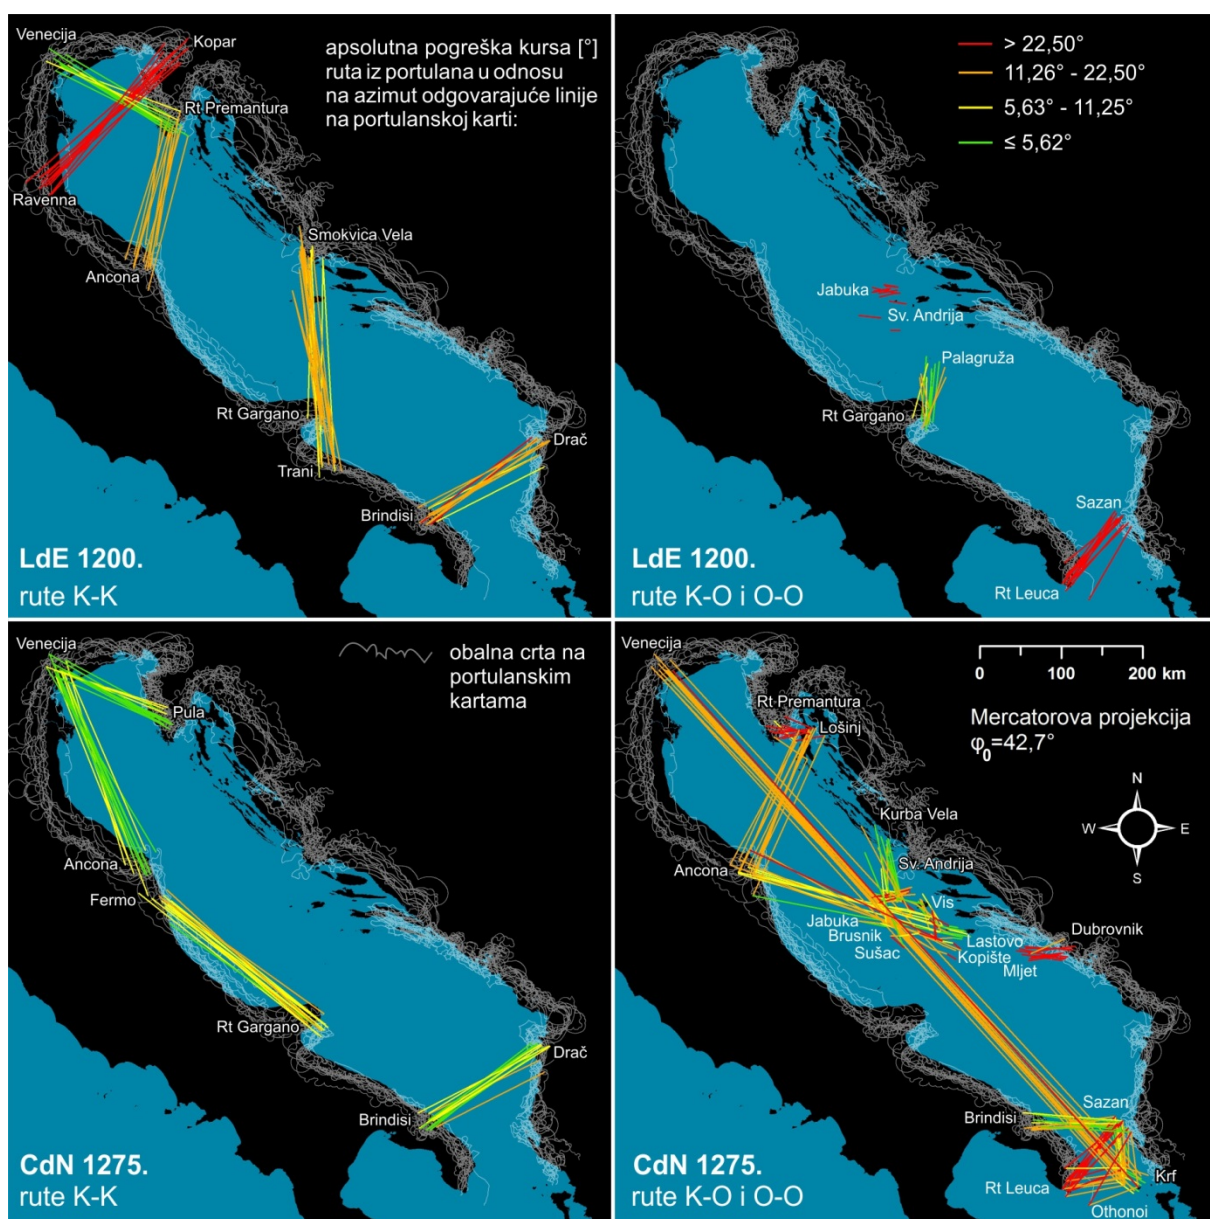 Venecija
Kopar
apsolutna pogreška kursa [°]
ruta iz portulana u odnosu
na azimut odgovarajuće linije
na portulanskoj karti:
Rt Premantura
Ravenna
Smokvica Vela
Ancona
Rt Gargano
Drač
Trani
Brindisi
LdE 1200.
rute K-K
> 22,50°
11,26° - 22,50°
5,63° - 11,25°
≤ 5,62°
Jabuka
Sv. Andrija
Palagruža
Rt Gargano
Sazan
Rt Leuca
LdE 1200.
rute K-O i O-O
Venecija
obalna crta na
portulanskim
kartama
Pula
Ancona
Fermo
Rt Gargano
Drač
Brindisi
CdN 1275.
rute K-K
Venecija
0 100 200 km
Rt Premantura
Lošinj
Mercatorova projekcija
φ₀=42,7°
N
W E
S
Kurba Vela
Ancona
Sv. Andrija
Vis
Jabuka
Brusnik
Sušac
Lastovo
Kopište
Dubrovnik
Mljet
Sazan
Brindisi
Krf
Rt Leuca
Othonoi
CdN 1275.
rute K-O i O-O